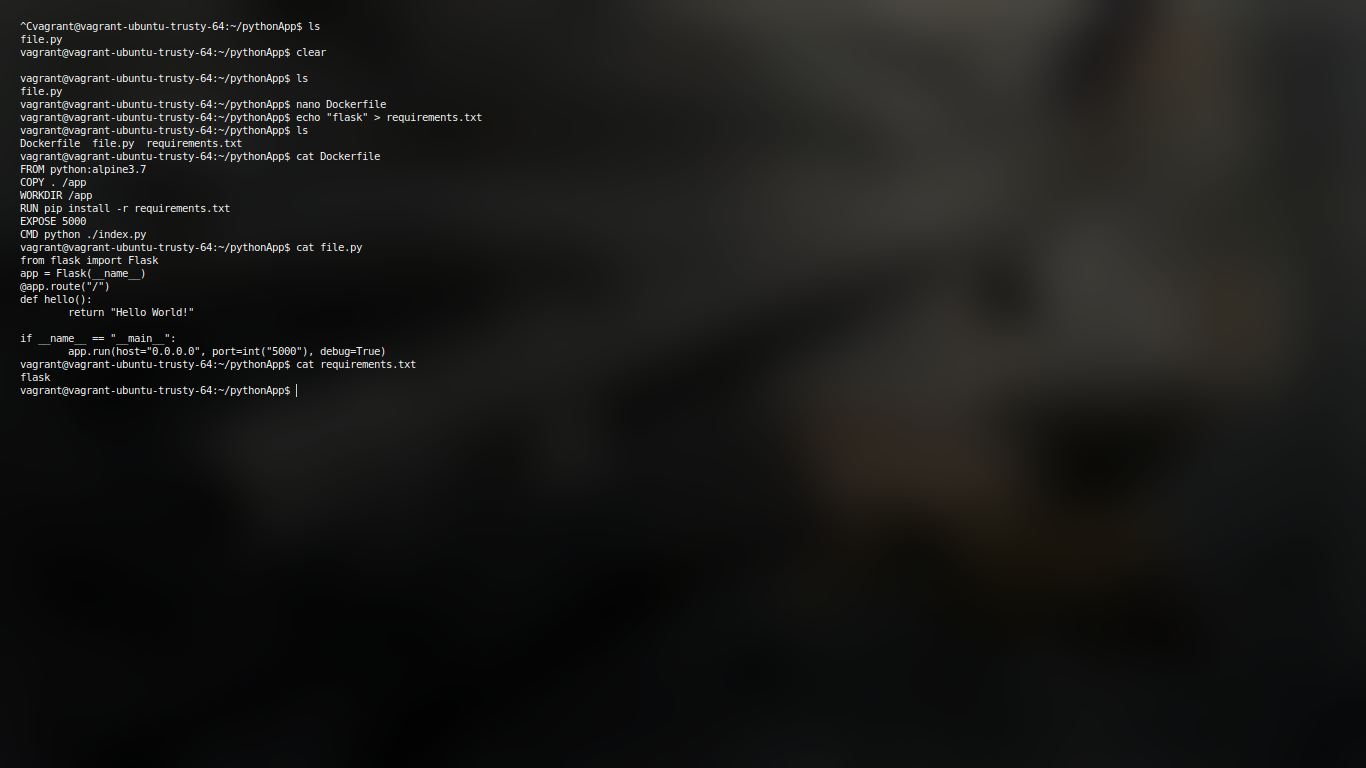 ^Cvagrant@vagrant-ubuntu-trusty-64:~/pythonApp$ ls
file.py
vagrant@vagrant-ubuntu-trusty-64:~/pythonApp$ clear

vagrant@vagrant-ubuntu-trusty-64:~/pythonApp$ ls
file.py
vagrant@vagrant-ubuntu-trusty-64:~/pythonApp$ nano Dockerfile
vagrant@vagrant-ubuntu-trusty-64:~/pythonApp$ echo "flask" > requirements.txt
vagrant@vagrant-ubuntu-trusty-64:~/pythonApp$ ls
Dockerfile  file.py  requirements.txt
vagrant@vagrant-ubuntu-trusty-64:~/pythonApp$ cat Dockerfile
FROM python:alpine3.7
COPY . /app
WORKDIR /app
RUN pip install -r requirements.txt
EXPOSE 5000
CMD python ./index.py
vagrant@vagrant-ubuntu-trusty-64:~/pythonApp$ cat file.py
from flask import Flask
app = Flask(__name__)
@app.route("/")
def hello():
        return "Hello World!"

if __name__ == "__main__":
        app.run(host="0.0.0.0", port=int("5000"), debug=True)
vagrant@vagrant-ubuntu-trusty-64:~/pythonApp$ cat requirements.txt
flask
vagrant@vagrant-ubuntu-trusty-64:~/pythonApp$